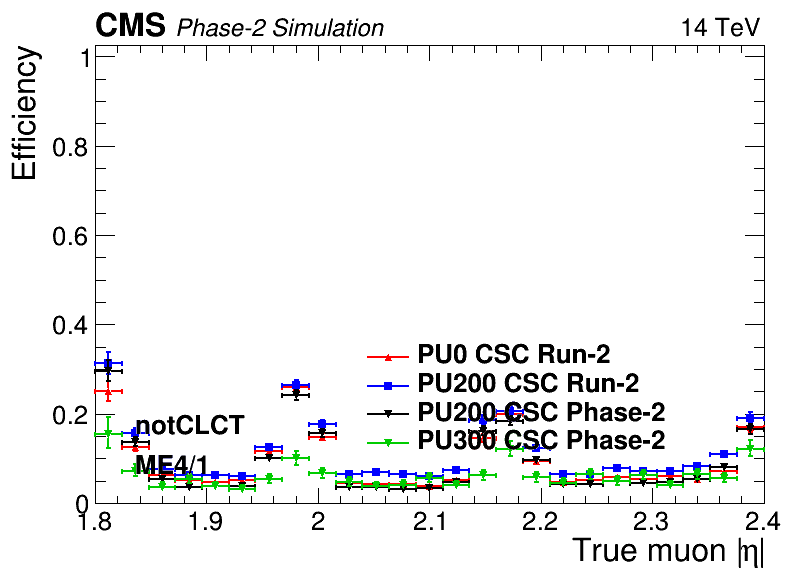 CMS Phase-2 Simulation 14 TeV
Efficiency
1
0.8
0.6
0.4
0.2
0
PU0 CSC Run-2
PU200 CSC Run-2
PU200 CSC Phase-2
PU300 CSC Phase-2
notCLCT
ME4/1
1.8 1.9 2 2.1 2.2 2.3 2.4
True muon |η|